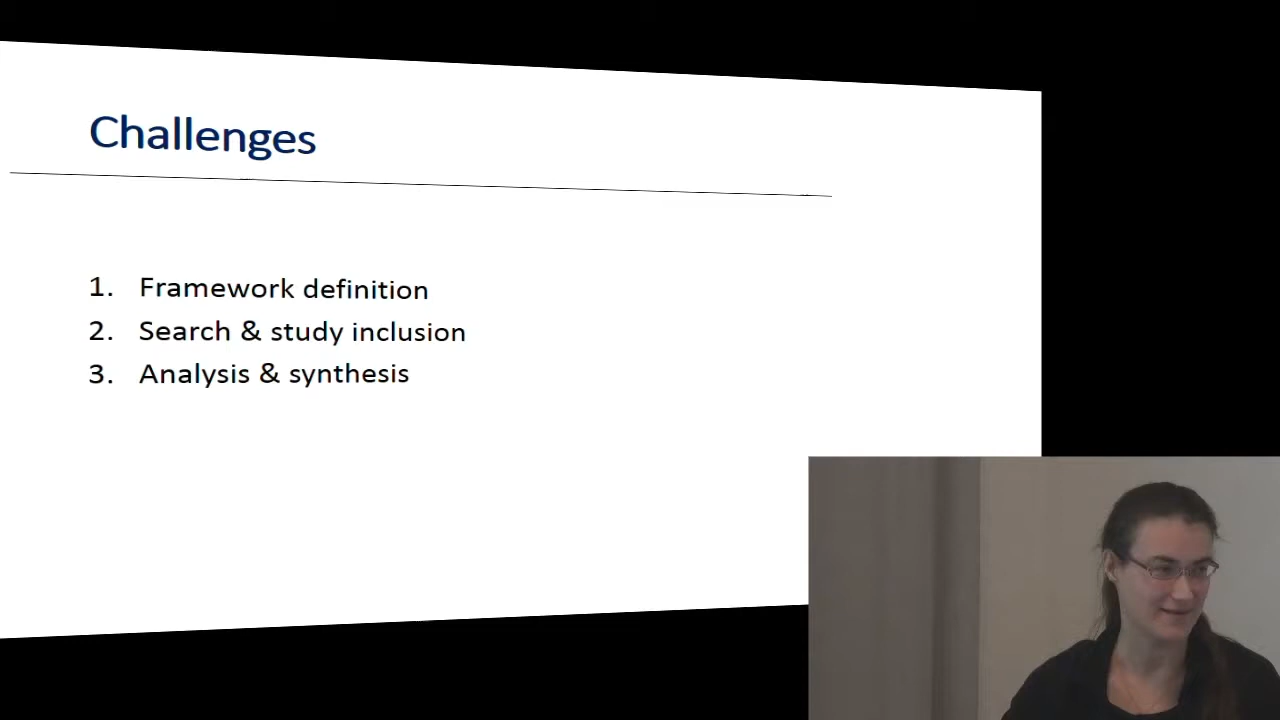 Challenges
1. Framework definition
2. Search & study inclusion
3. Analysis & synthesis